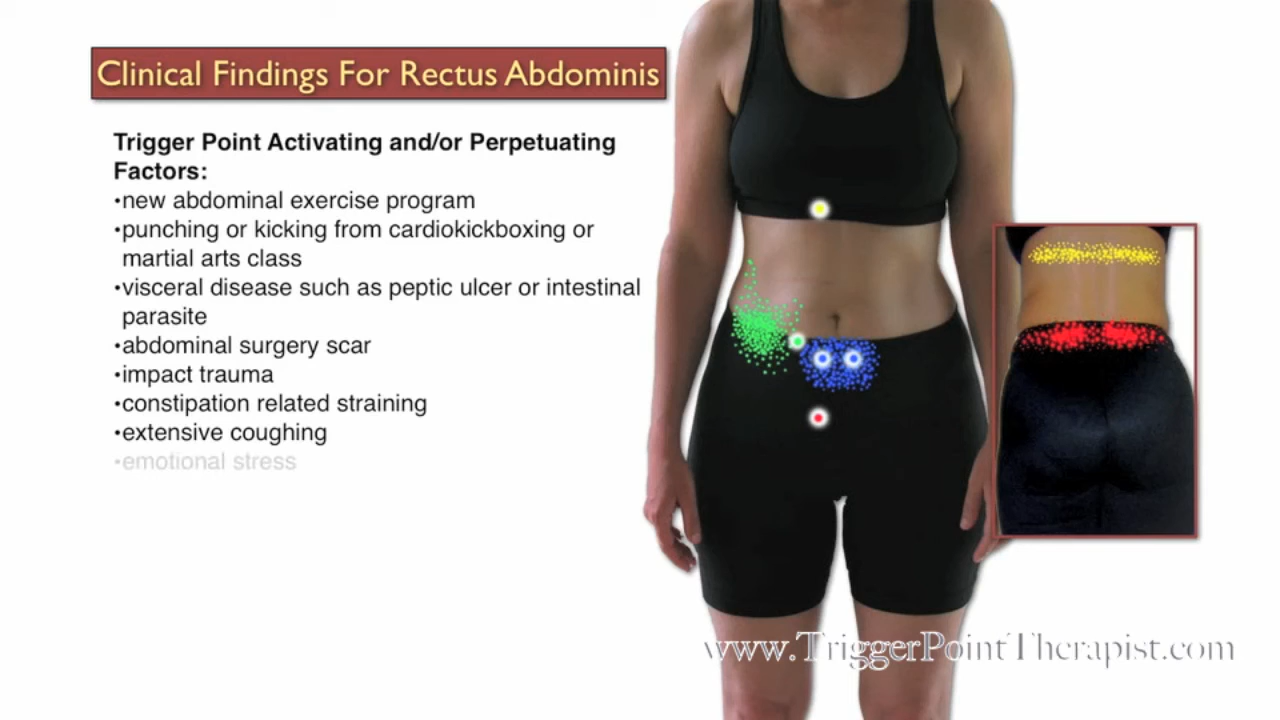 Clinical Findings For Rectus Abdominis
Trigger Point Activating and/or Perpetuating
Factors:
•new abdominal exercise program
•punching or kicking from cardiokickboxing or
martial arts class
•visceral disease such as peptic ulcer or intestinal
parasite
•abdominal surgery scar
•impact trauma
•constipation related straining
•extensive coughing
•emotional stress
www.TriggerPointTherapist.com